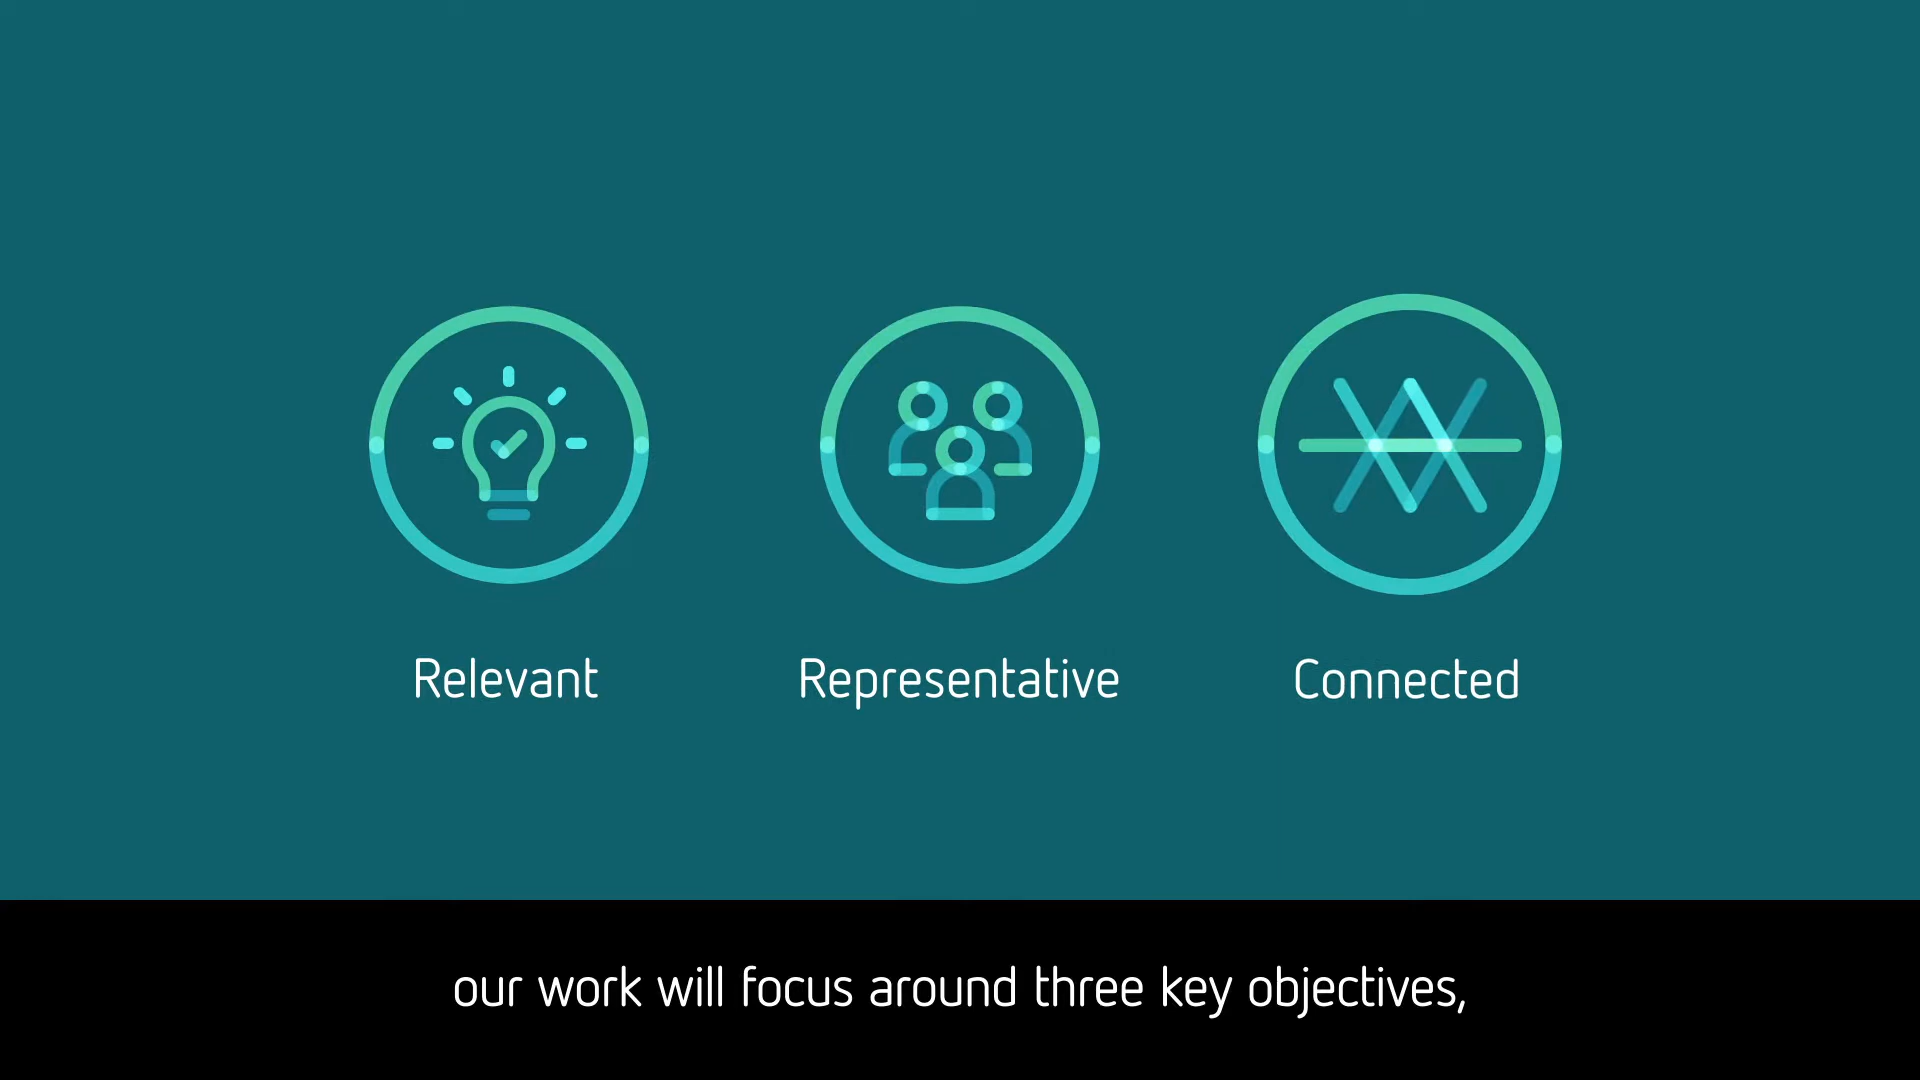 Relevant
Representative
Connected
our work will focus around three key objectives,